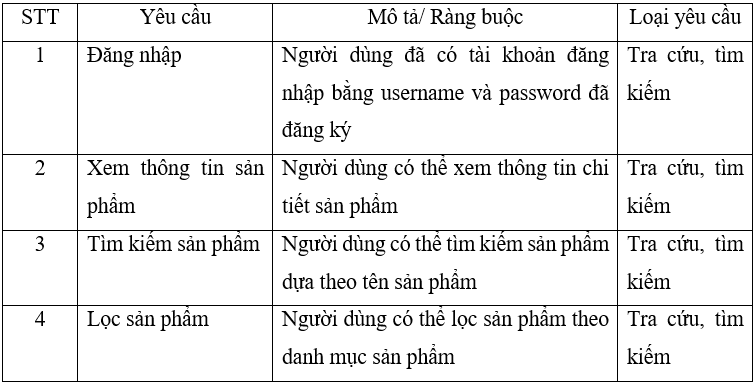 STT Yêu cầu Mô tả/ Ràng buộc Loại yêu cầu
1 Đăng nhập Người dùng đã có tài khoản đăng Tra cứu, tìm
nhập bằng username và password đã kiếm
đăng ký
2 Xem thông tin sản Người dùng có thể xem thông tin chi Tra cứu, tìm
phẩm tiết sản phẩm kiếm
3 Tìm kiếm sản phẩm Người dùng có thể tìm kiếm sản phẩm Tra cứu, tìm
dựa theo tên sản phẩm kiếm
4 Lọc sản phẩm Người dùng có thể lọc sản phẩm theo Tra cứu, tìm
danh mục sản phẩm kiếm